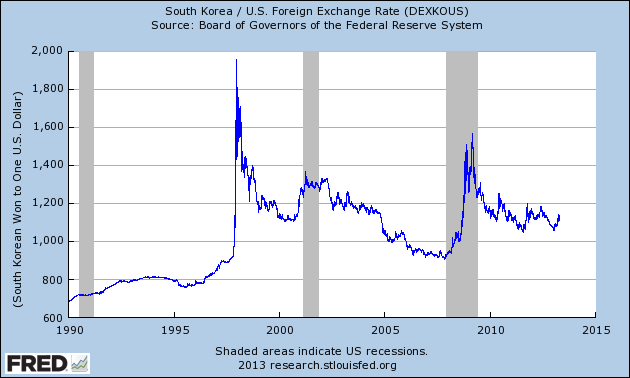 South Korea / U.S. Foreign Exchange Rate (DEXKOUS)
Source: Board of Governors of the Federal Reserve System
(South Korean Won to One U.S. Dollar)
2,000
1,800
1,600
1,400
1,200
1,000
800
600
1990 1995 2000 2005 2010 2015
Shaded areas indicate US recessions.
2013 research.stlouisfed.org
FRED